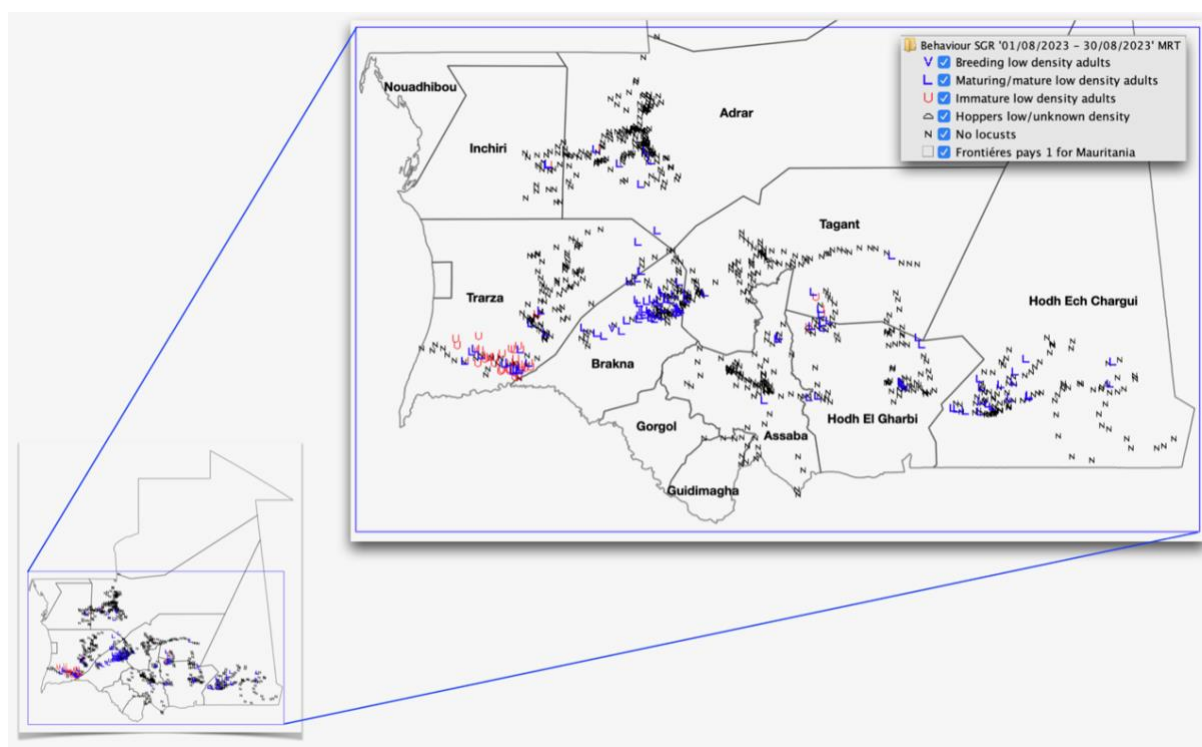 Behaviour SGR '01/08/2023 – 30/08/2023' MRT
V Breeding low density adults
L Maturing/mature low density adults
U Immature low density adults
Hoppers low/unknown density
N No locusts
Frontiéres pays 1 for Mauritania
Nouadhibou
Adrar
Inchiri
Tagant
Trarza
Hodh Ech Chargui
Brakna
Gorgol
Assaba
Hodh El Gharbi
Guidimagha